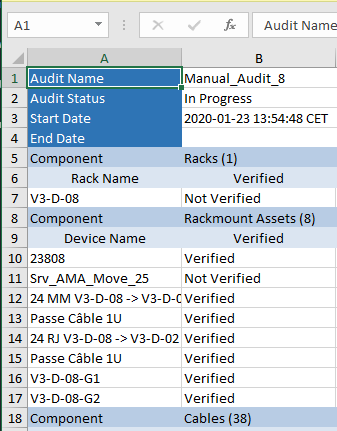 A1 Audit Name
A B
1 Audit Name Manual_Audit_8
2 Audit Status In Progress
3 Start Date 2020-01-23 13:54:48 CET
4 End Date
5 Component Racks (1)
6 Rack Name Verified
7 V3-D-08 Not Verified
8 Component Rackmount Assets (8)
9 Device Name Verified
10 23808 Verified
11 Srv_AMA_Move_25 Not Verified
12 24 MM V3-D-08 -> V3-D-0 Verified
13 Passe Câble 1U Verified
14 24 RJ V3-D-08 -> V3-D-02 Verified
15 Passe Câble 1U Verified
16 V3-D-08-G1 Verified
17 V3-D-08-G2 Verified
18 Component Cables (38)